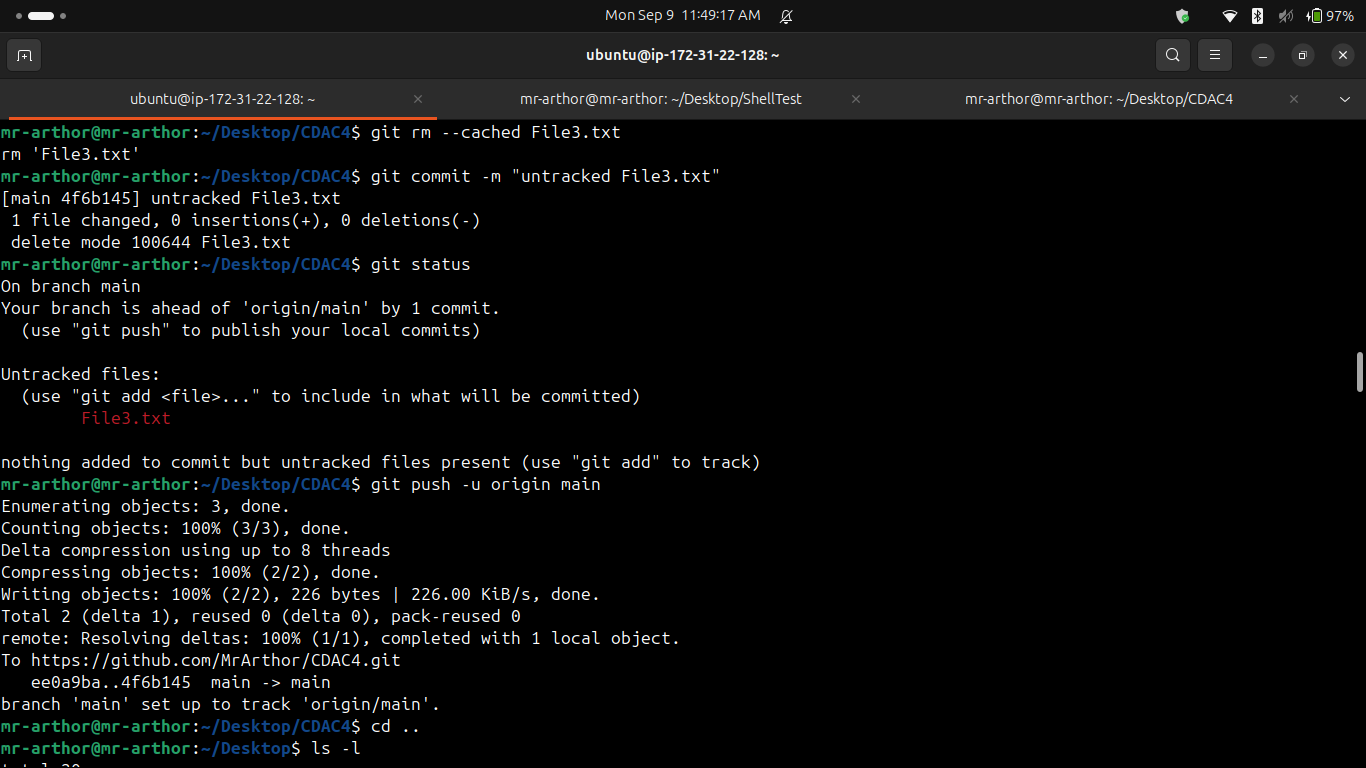 Mon Sep 9 11:49:17 AM
97%
ubuntu@ip-172-31-22-128: ~
ubuntu@ip-172-31-22-128: ~
mr-arthor@mr-arthor: ~/Desktop/ShellTest
mr-arthor@mr-arthor: ~/Desktop/CDAC4
mr-arthor@mr-arthor:~/Desktop/CDAC4$ git rm --cached File3.txt
rm 'File3.txt'
mr-arthor@mr-arthor:~/Desktop/CDAC4$ git commit -m "untracked File3.txt"
[main 4f6b145] untracked File3.txt
 1 file changed, 0 insertions(+), 0 deletions(-)
 delete mode 100644 File3.txt
mr-arthor@mr-arthor:~/Desktop/CDAC4$ git status
On branch main
Your branch is ahead of 'origin/main' by 1 commit.
  (use "git push" to publish your local commits)
Untracked files:
  (use "git add <file>..." to include in what will be committed)
        File3.txt
nothing added to commit but untracked files present (use "git add" to track)
mr-arthor@mr-arthor:~/Desktop/CDAC4$ git push -u origin main
Enumerating objects: 3, done.
Counting objects: 100% (3/3), done.
Delta compression using up to 8 threads
Compressing objects: 100% (2/2), done.
Writing objects: 100% (2/2), 226 bytes | 226.00 KiB/s, done.
Total 2 (delta 1), reused 0 (delta 0), pack-reused 0
remote: Resolving deltas: 100% (1/1), completed with 1 local object.
To https://github.com/MrArthor/CDAC4.git
   ee0a9ba..4f6b145  main -> main
branch 'main' set up to track 'origin/main'.
mr-arthor@mr-arthor:~/Desktop/CDAC4$ cd ..
mr-arthor@mr-arthor:~/Desktop$ ls -l